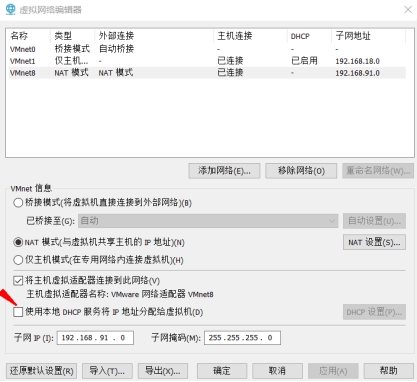 虚拟网络编辑器
名称 类型 外部连接 主机连接 DHCP 子网地址
VMnet0 桥接模式 自动桥接 - - -
VMnet1 仅主机... - 已连接 已启用 192.168.18.0
VMnet8 NAT 模式 NAT 模式 已连接 - 192.168.91.0
添加网络(E)... 移除网络(O) 重命名网络(W)...
VMnet 信息
桥接模式(将虚拟机直接连接到外部网络)(B)
已桥接至(G): 自动 自动设置(U)...
NAT 模式(与虚拟机共享主机的 IP 地址)(N) NAT 设置(S)...
仅主机模式(在专用网络内连接虚拟机)(H)
将主机虚拟适配器连接到此网络(V)
主机虚拟适配器名称: VMware 网络适配器 VMnet8
使用本地 DHCP 服务将 IP 地址分配给虚拟机(D) DHCP 设置(P)...
子网 IP (I): 192.168. 91 . 0 子网掩码(M): 255.255.255. 0
还原默认设置(R) 导入(T)... 导出(X)... 确定 取消 应用(A) 帮助